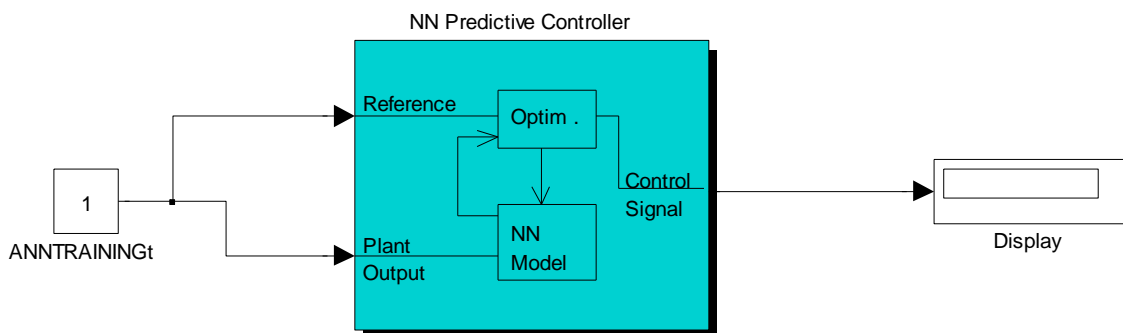 NN Predictive Controller
Reference
Optim .
1
ANNTRAININGt
Plant
Output
NN
Model
Control
Signal
Display